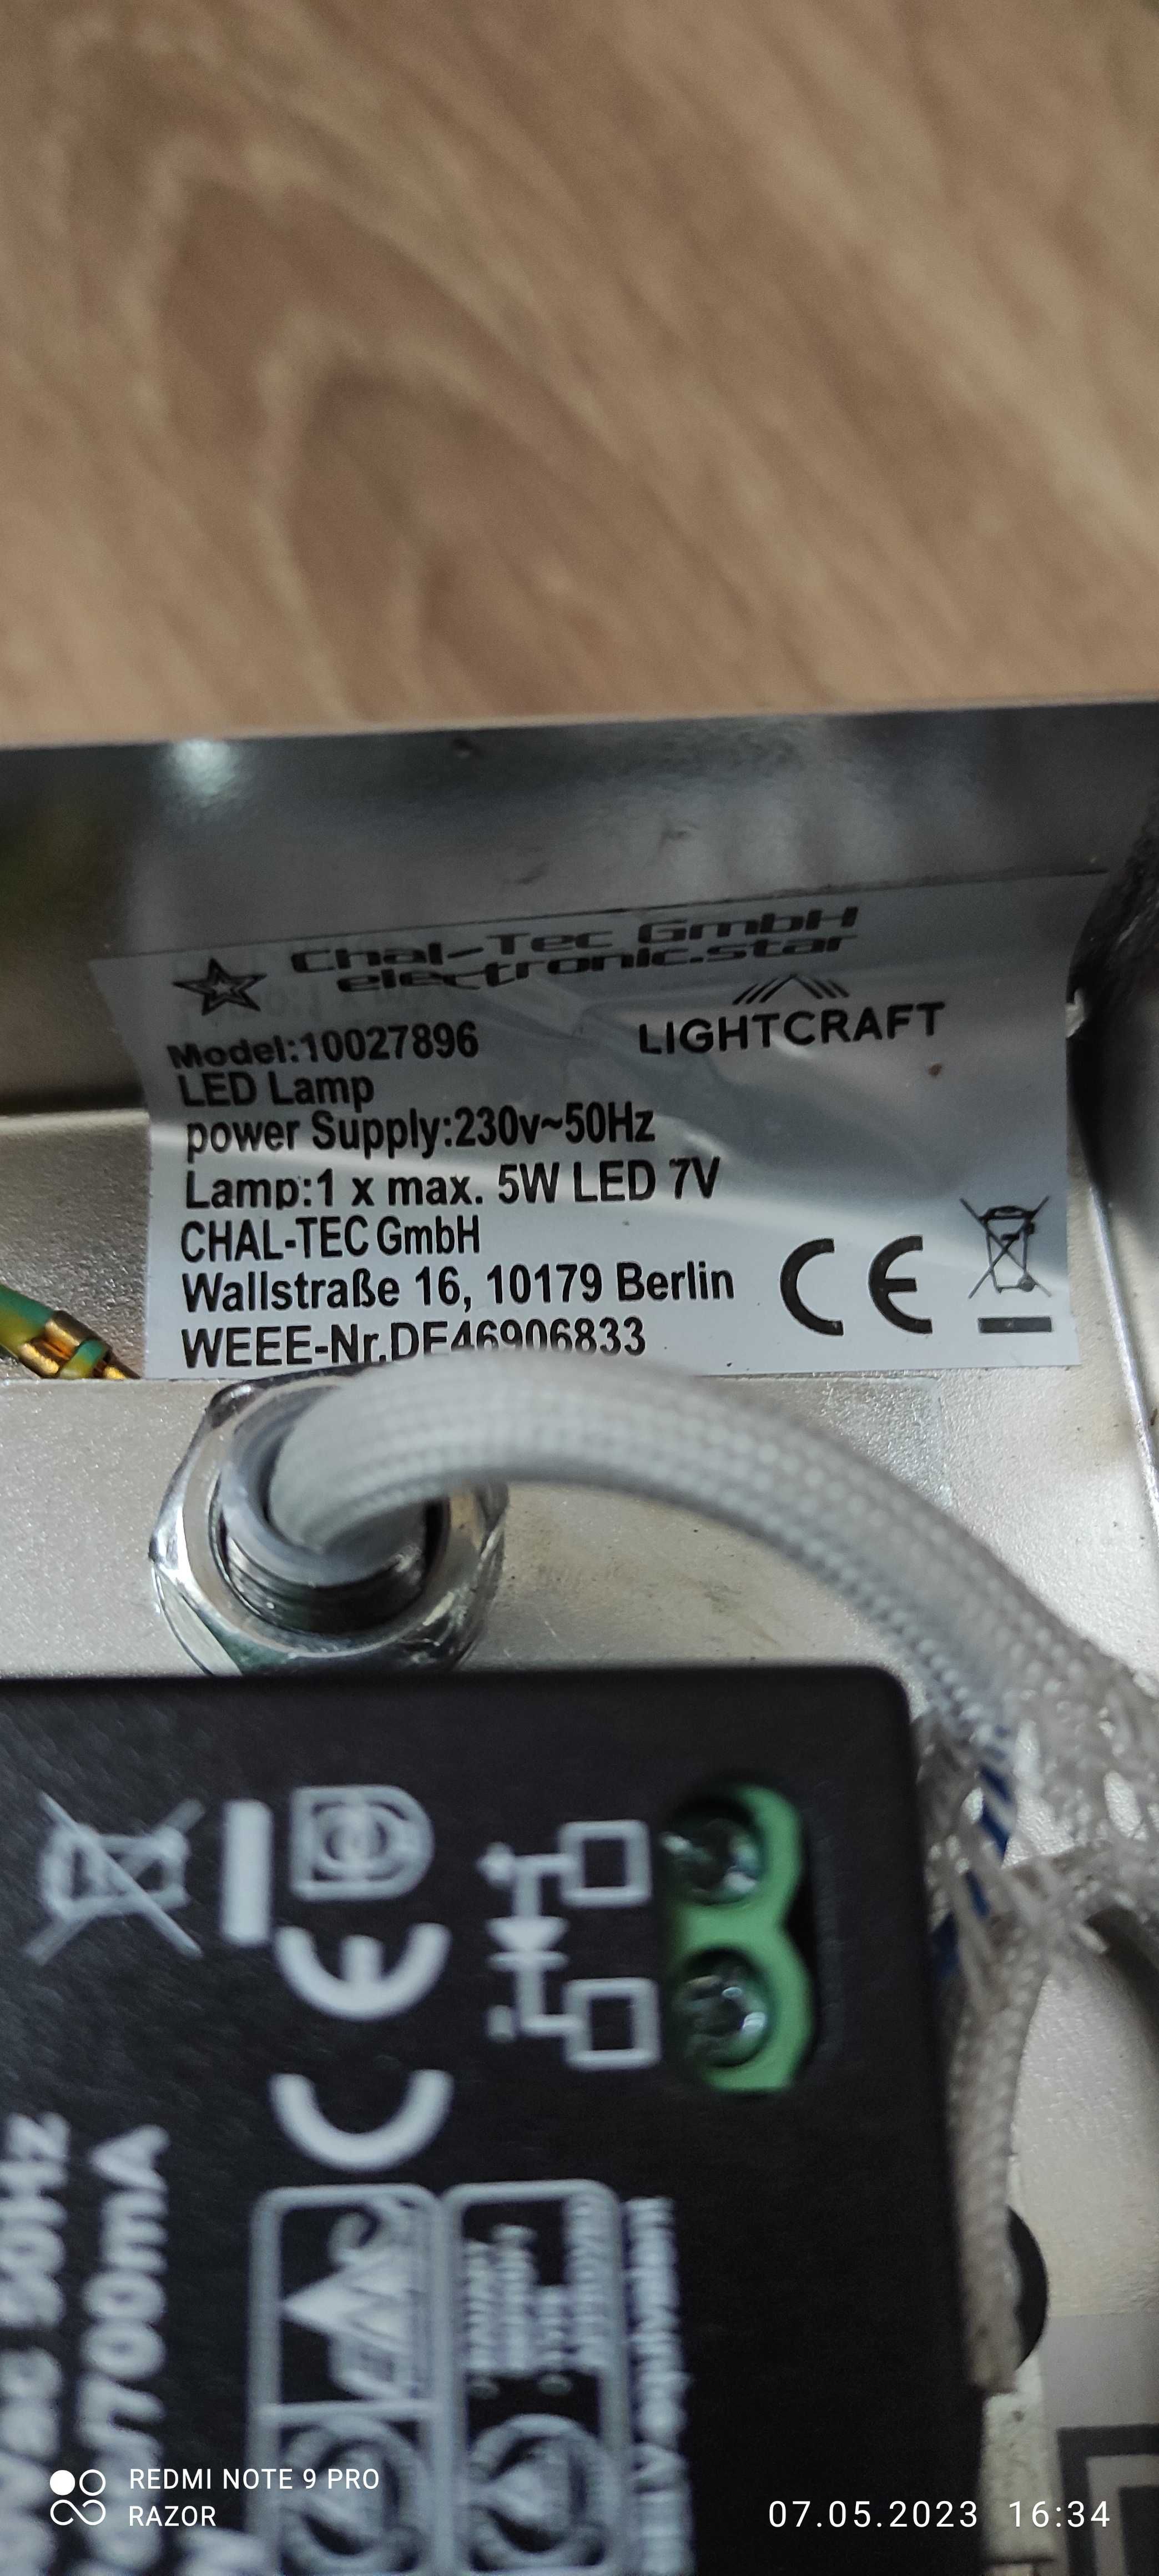 Chal-Tec GmbH
electronic.star
LIGHTCRAFT
Model:10027896
LED Lamp
power Supply:230v~50Hz
Lamp:1 x max. 5W LED 7V
CHAL-TEC GmbH
Wallstraße 16, 10179 Berlin
WEEE-Nr.DE46906833
CE
CE
50Hz
700mA
REDMI NOTE 9 PRO
RAZOR
07.05.2023 16:34